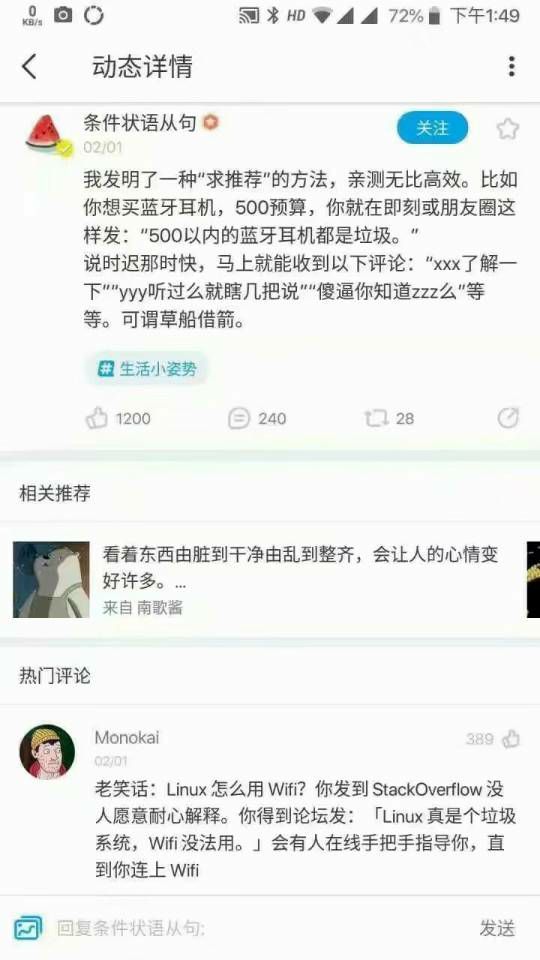 0
KB/s
HD
72%
下午1:49
动态详情
条件状语从句
关注
02/01
我发明了一种“求推荐”的方法，亲测无比高效。比如
你想买蓝牙耳机，500预算，你就在即刻或朋友圈这
样发：“500以内的蓝牙耳机都是垃圾。”
说时迟那时快，马上就能收到以下评论：“xxx了解一
下”“yyy听过么就瞎几把说”“傻逼你知道zzz么”等
等。可谓草船借箭。
# 生活小姿势
1200
240
28
相关推荐
看着东西由脏到干净由乱到整齐，会让人的心情变
好许多。...
来自 南歌酱
热门评论
Monokai
389
02/01
老笑话：Linux 怎么用 Wifi？你发到 StackOverflow 没
人愿意耐心解释。你得到论坛发：「Linux 真是个垃圾
系统，Wifi 没法用。」会有人在线手把手指导你，直
到你连上 Wifi
回复条件状语从句:
发送